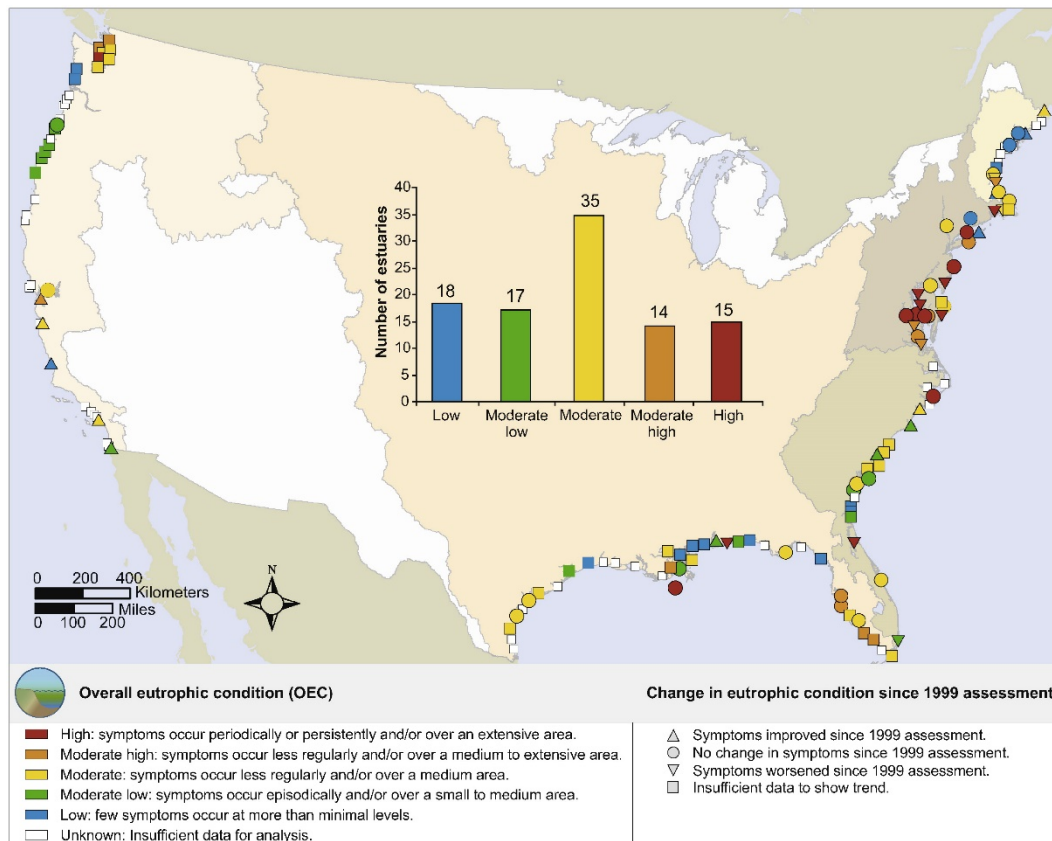 40
35
30
25
20
15
10
5
0
Number of estuaries
18
17
35
14
15
Low
Moderate low
Moderate
Moderate high
High
0 200 400
Kilometers
Miles
0 100 200
N
Overall eutrophic condition (OEC)
High: symptoms occur periodically or persistently and/or over an extensive area.
Moderate high: symptoms occur less regularly and/or over a medium to extensive area.
Moderate: symptoms occur less regularly and/or over a medium area.
Moderate low: symptoms occur episodically and/or over a small to medium area.
Low: few symptoms occur at more than minimal levels.
Unknown: Insufficient data for analysis.
Change in eutrophic condition since 1999 assessment
Symptoms improved since 1999 assessment.
No change in symptoms since 1999 assessment.
Symptoms worsened since 1999 assessment.
Insufficient data to show trend.